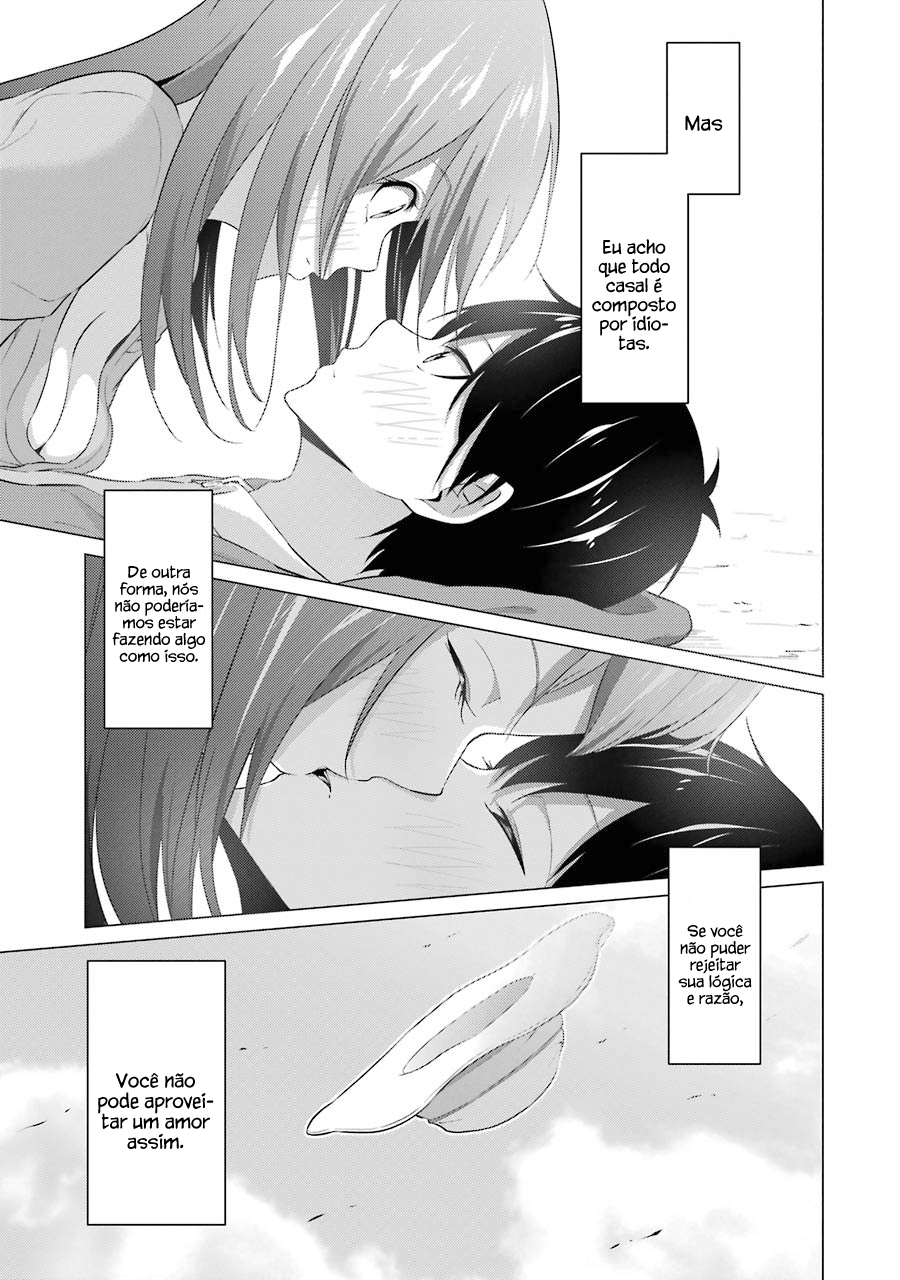 Mas
Eu acho
que todo
casal é
composto
por idio-
tas.
De outra
forma, nós
não podería-
mos estar
fazendo algo
como isso.
Se você
não puder
rejeitar
sua lógica
e razão,
Você não
pode aprovei-
tar um amor
assim.